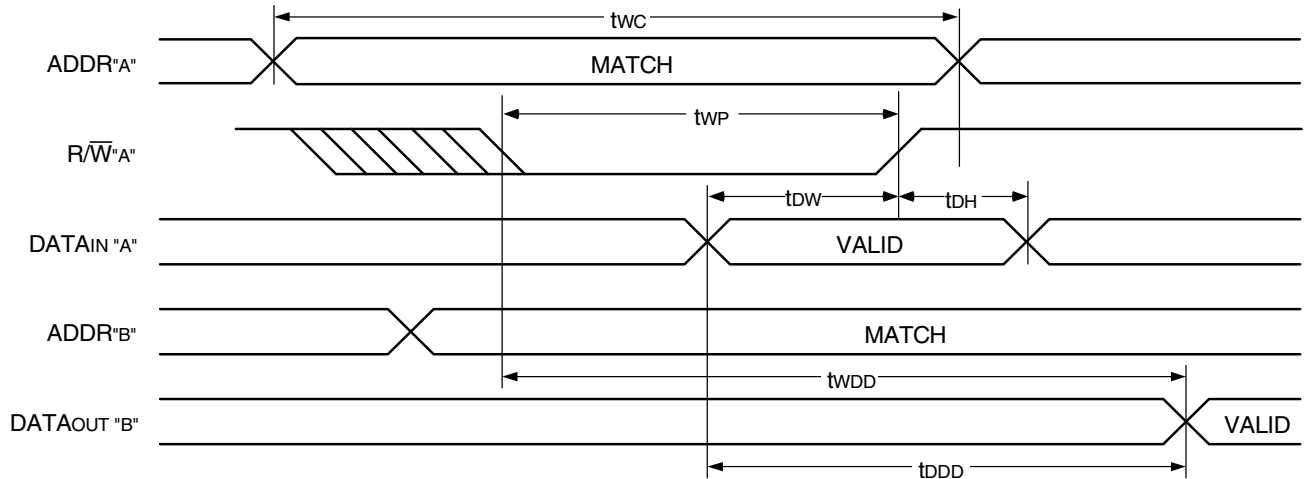 tWC
ADDR"A"
MATCH
tWP
R/W̅"A"
tDW
tDH
DATAIN "A"
VALID
ADDR"B"
MATCH
tWDD
DATAOUT "B"
VALID
tDDD